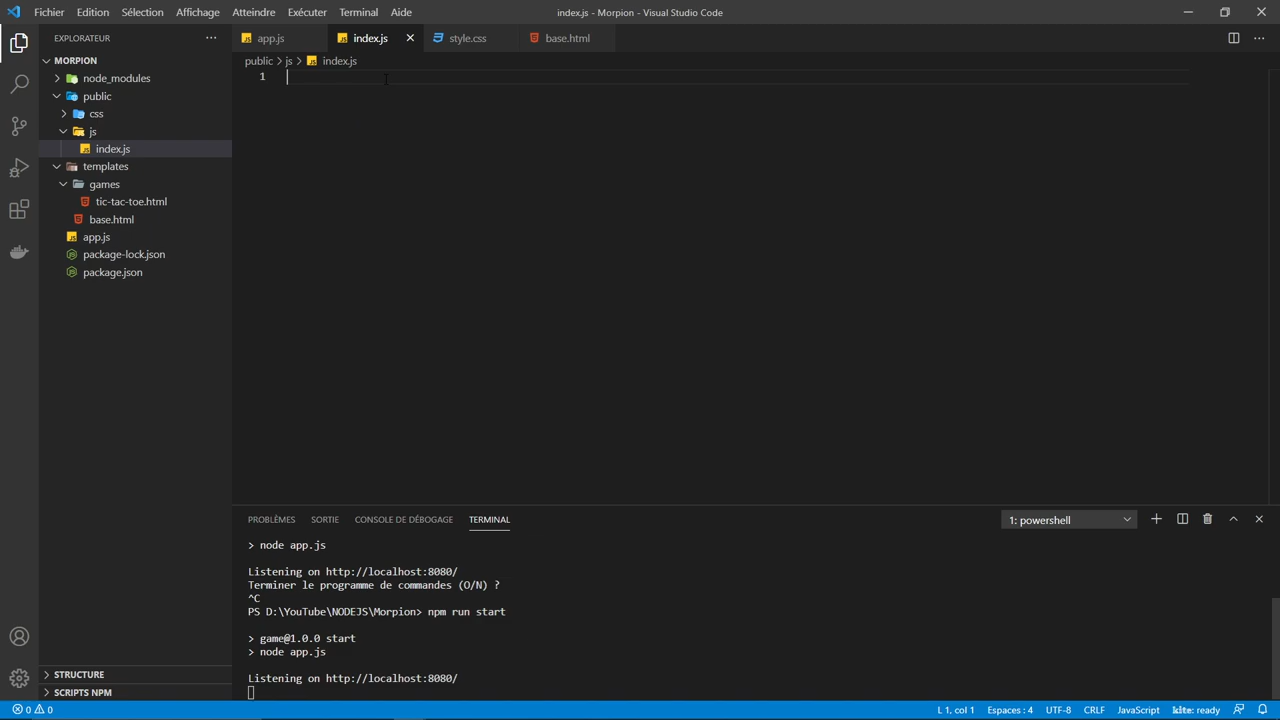 Fichier Edition Sélection Affichage Atteindre Exécuter Terminal Aide
index.js - Morpion - Visual Studio Code
EXPLORATEUR
MORPION
node_modules
public
css
js
index.js
templates
games
tic-tac-toe.html
base.html
app.js
package-lock.json
package.json
STRUCTURE
SCRIPTS NPM
app.js index.js style.css base.html
public > js > index.js
1
PROBLÈMES SORTIE CONSOLE DE DÉBOGAGE TERMINAL
1: powershell
> node app.js
Listening on http://localhost:8080/
Terminer le programme de commandes (O/N) ?
^C
PS D:\YouTube\NODEJS\Morpion> npm run start
> game@1.0.0 start
> node app.js
Listening on http://localhost:8080/
0 0
L 1, col 1 Espaces : 4 UTF-8 CRLF JavaScript kite: ready